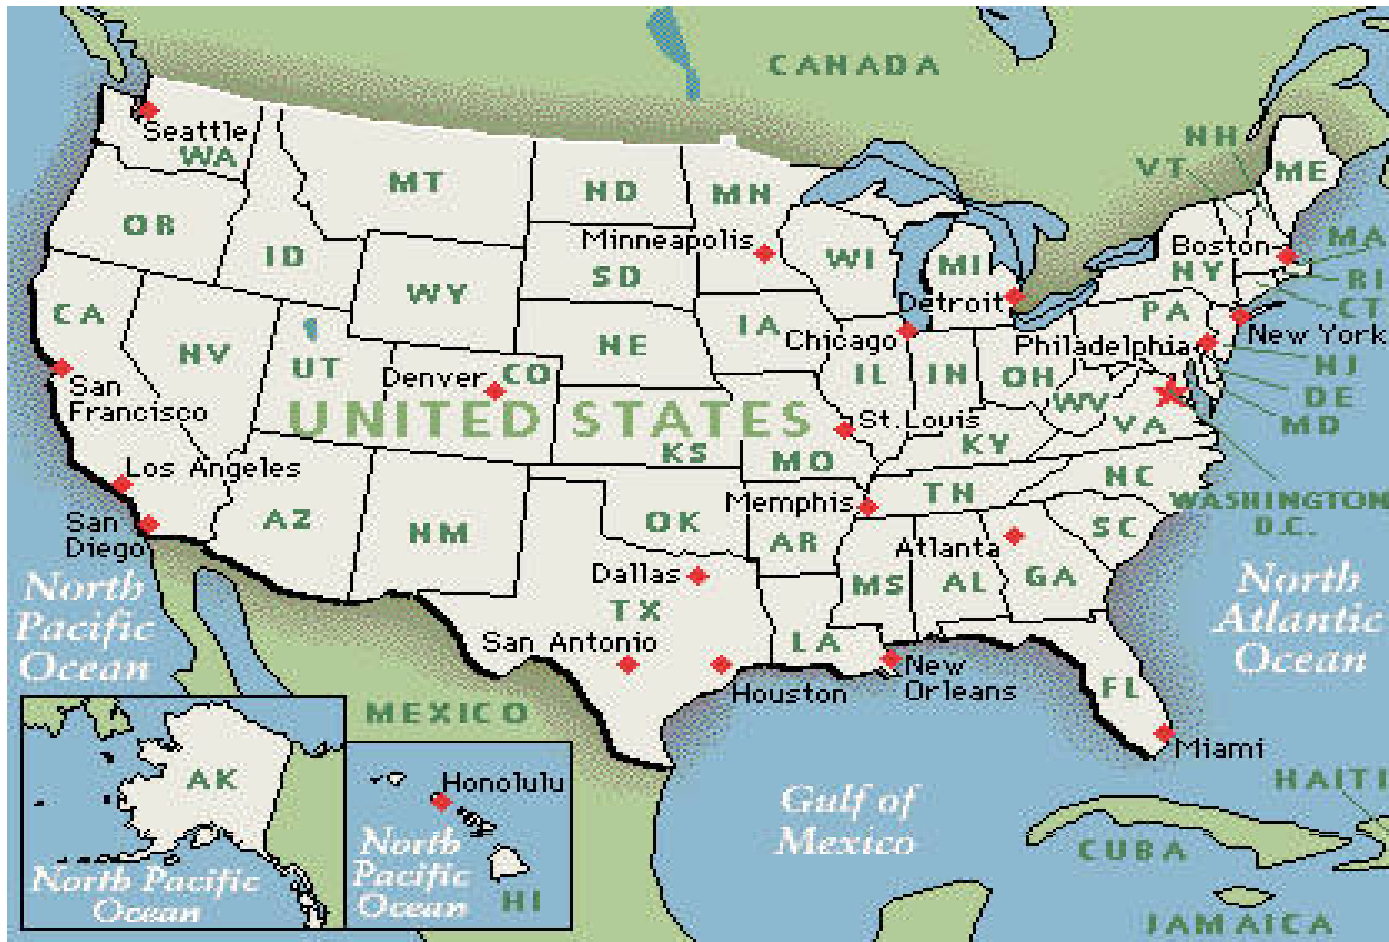 CANADA
NH
VT
ME
Seattle
WA
MT
ND
MN
OR
ID
Minneapolis
WI
MI
Boston
MA
NY
RI
SD
WY
CT
CA
IA
Detroit
PA
New York
NV
UT
NE
Chicago
Philadelphia
NJ
Denver
CO
IL
IN
OH
DE
San
Francisco
WV
MD
UNITED STATES
St. Louis
VA
KS
MO
KY
Los Angeles
NC
TN
WASHINGTON
D.C.
Memphis
San
Diego
AZ
NM
OK
AR
SC
Atlanta
Dallas
MS
AL
GA
North
Pacific
Ocean
North
Atlantic
Ocean
TX
San Antonio
LA
Houston
New
Orleans
FL
MEXICO
Miami
AK
Honolulu
HAITI
Gulf of
Mexico
CUBA
North Pacific
Ocean
North
Pacific
Ocean
HI
JAMAICA